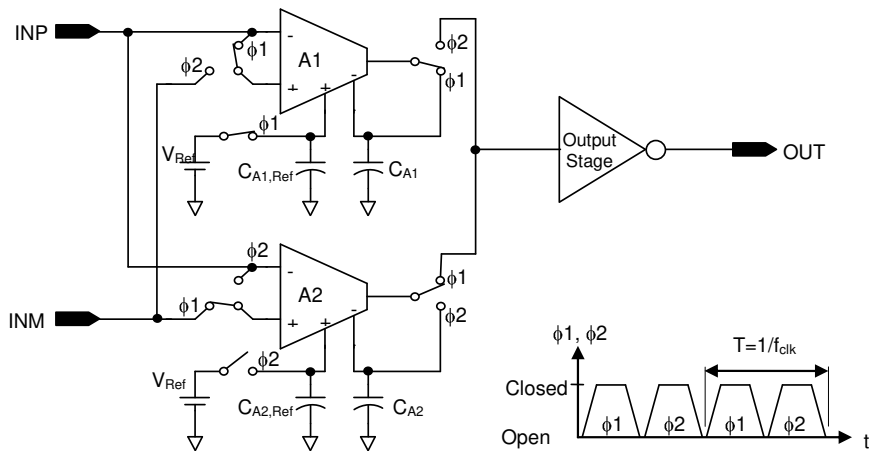 INP
ϕ1
ϕ2
-
+
A1
+
-
ϕ2
ϕ1
ϕ1
V_Ref
C_A1,Ref
C_A1
Output
Stage
OUT
ϕ2
-
+
A2
+
-
ϕ1
ϕ2
ϕ1
INM
ϕ2
V_Ref
C_A2,Ref
C_A2
ϕ1, ϕ2
T=1/f_clk
Closed
Open
ϕ1
ϕ2
ϕ1
ϕ2
t